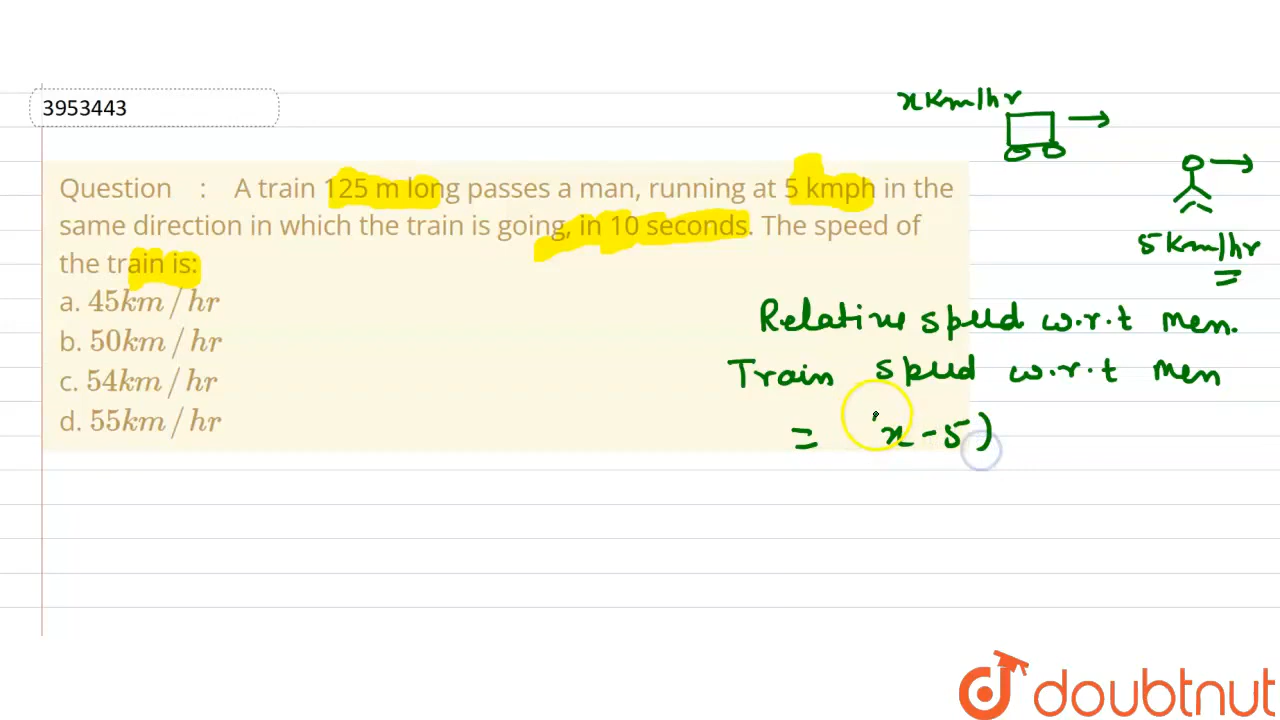 3953443
xKm/hr
Question : A train 125 m long passes a man, running at 5 kmph in the
same direction in which the train is going, in 10 seconds. The speed of
the train is:
5Km/hr
a. 45km/hr
b. 50km/hr
c. 54km/hr
d. 55km/hr
Relative speed w.r.t men.
Train speed w.r.t men
= x-5)
doubtnut